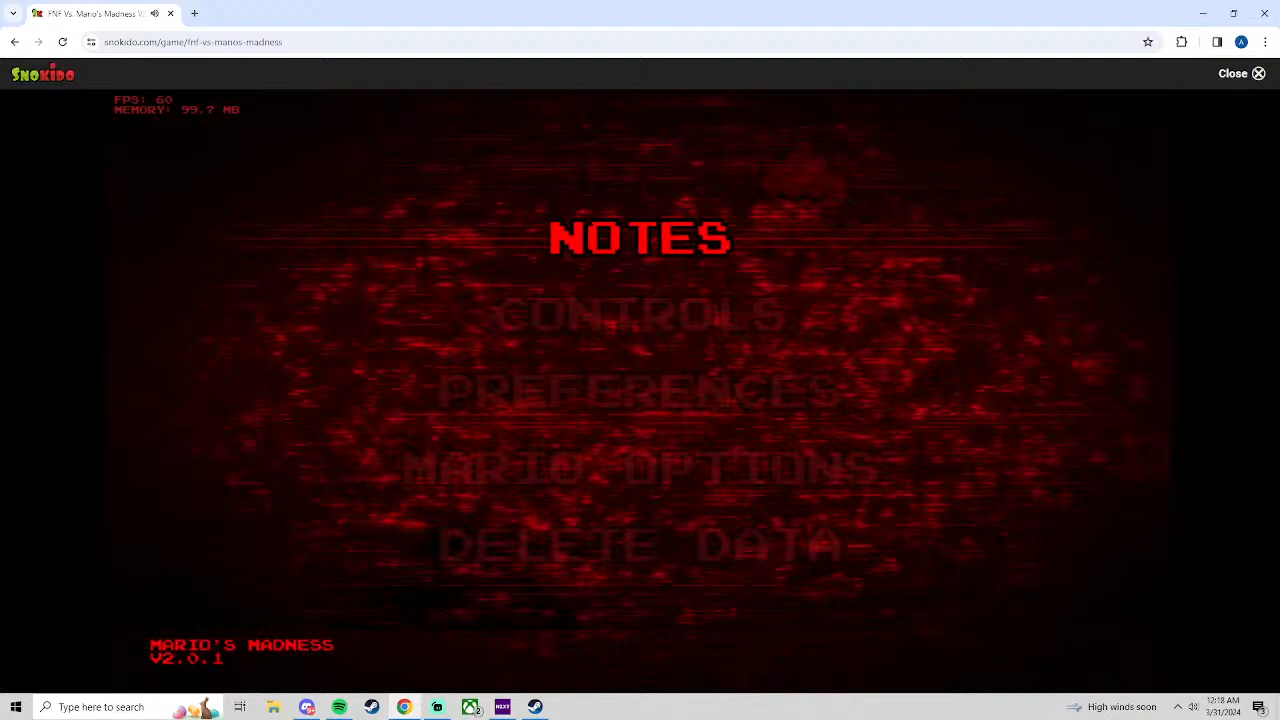 FNF Vs. Marios Madness V
snokido.com/game/fnf-vs-marios-madness
A
SNOKIDO
Close
FPS: 60
MEMORY: 99.7 MB
NOTES
CONTROLS
PREFERENCES
MARIO OPTIONS
DELETE DATA
MARIO'S MADNESS
V2.0.1
Type here to search
High winds soon
12:18 AM
3/31/2024